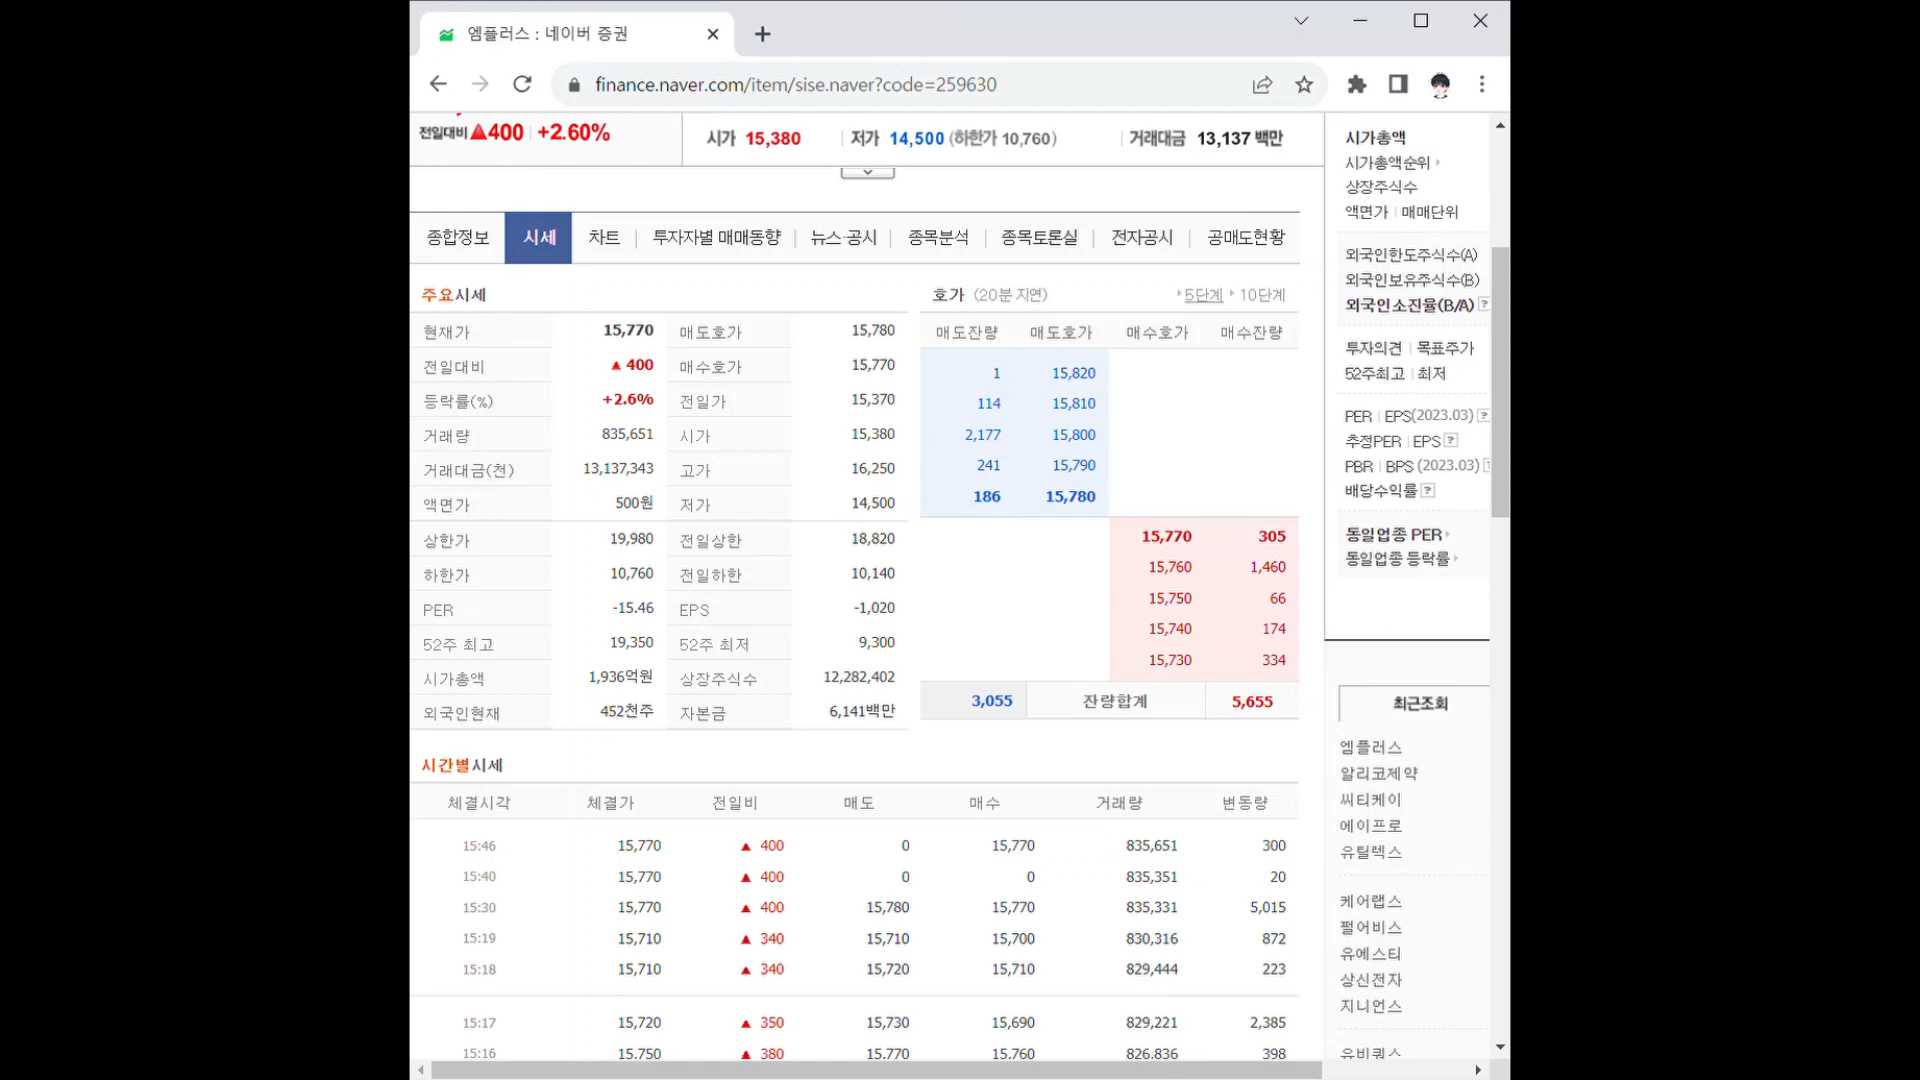 엠플러스 : 네이버 증권
finance.naver.com/item/sise.naver?code=259630
전일대비 ▲400 +2.60%
시가 15,380 저가 14,500 (하한가 10,760) 거래대금 13,137 백만
종합정보 시세 차트 투자자별 매매동향 뉴스·공시 종목분석 종목토론실 전자공시 공매도현황
주요시세
현재가 15,770 매도호가 15,780
전일대비 ▲ 400 매수호가 15,770
등락률(%) +2.6% 전일가 15,370
거래량 835,651 시가 15,380
거래대금(천) 13,137,343 고가 16,250
액면가 500원 저가 14,500
상한가 19,980 전일상한 18,820
하한가 10,760 전일하한 10,140
PER -15.46 EPS -1,020
52주 최고 19,350 52주 최저 9,300
시가총액 1,936억원 상장주식수 12,282,402
외국인현재 452천주 자본금 6,141백만
호가 (20분 지연) 5단계 10단계
매도잔량 매도호가 매수호가 매수잔량
1 15,820
114 15,810
2,177 15,800
241 15,790
186 15,780
15,770 305
15,760 1,460
15,750 66
15,740 174
15,730 334
3,055 잔량합계 5,655
시간별시세
체결시각 체결가 전일비 매도 매수 거래량 변동량
15:46 15,770 ▲ 400 0 15,770 835,651 300
15:40 15,770 ▲ 400 0 0 835,351 20
15:30 15,770 ▲ 400 15,780 15,770 835,331 5,015
15:19 15,710 ▲ 340 15,710 15,700 830,316 872
15:18 15,710 ▲ 340 15,720 15,710 829,444 223
15:17 15,720 ▲ 350 15,730 15,690 829,221 2,385
15:16 15,750 ▲ 380 15,770 15,760 826,836 398
시가총액
시가총액순위
상장주식수
액면가 | 매매단위
외국인한도주식수(A)
외국인보유주식수(B)
외국인소진율(B/A) ?
투자의견 | 목표주가
52주최고 | 최저
PER | EPS(2023.03) ?
추정PER | EPS ?
PBR | BPS (2023.03) ?
배당수익률 ?
동일업종 PER
동일업종 등락률
최근조회
엠플러스
알리코제약
씨티케이
에이프로
유틸렉스
케어랩스
펄어비스
유에스티
상신전자
지니언스
유비쿼스